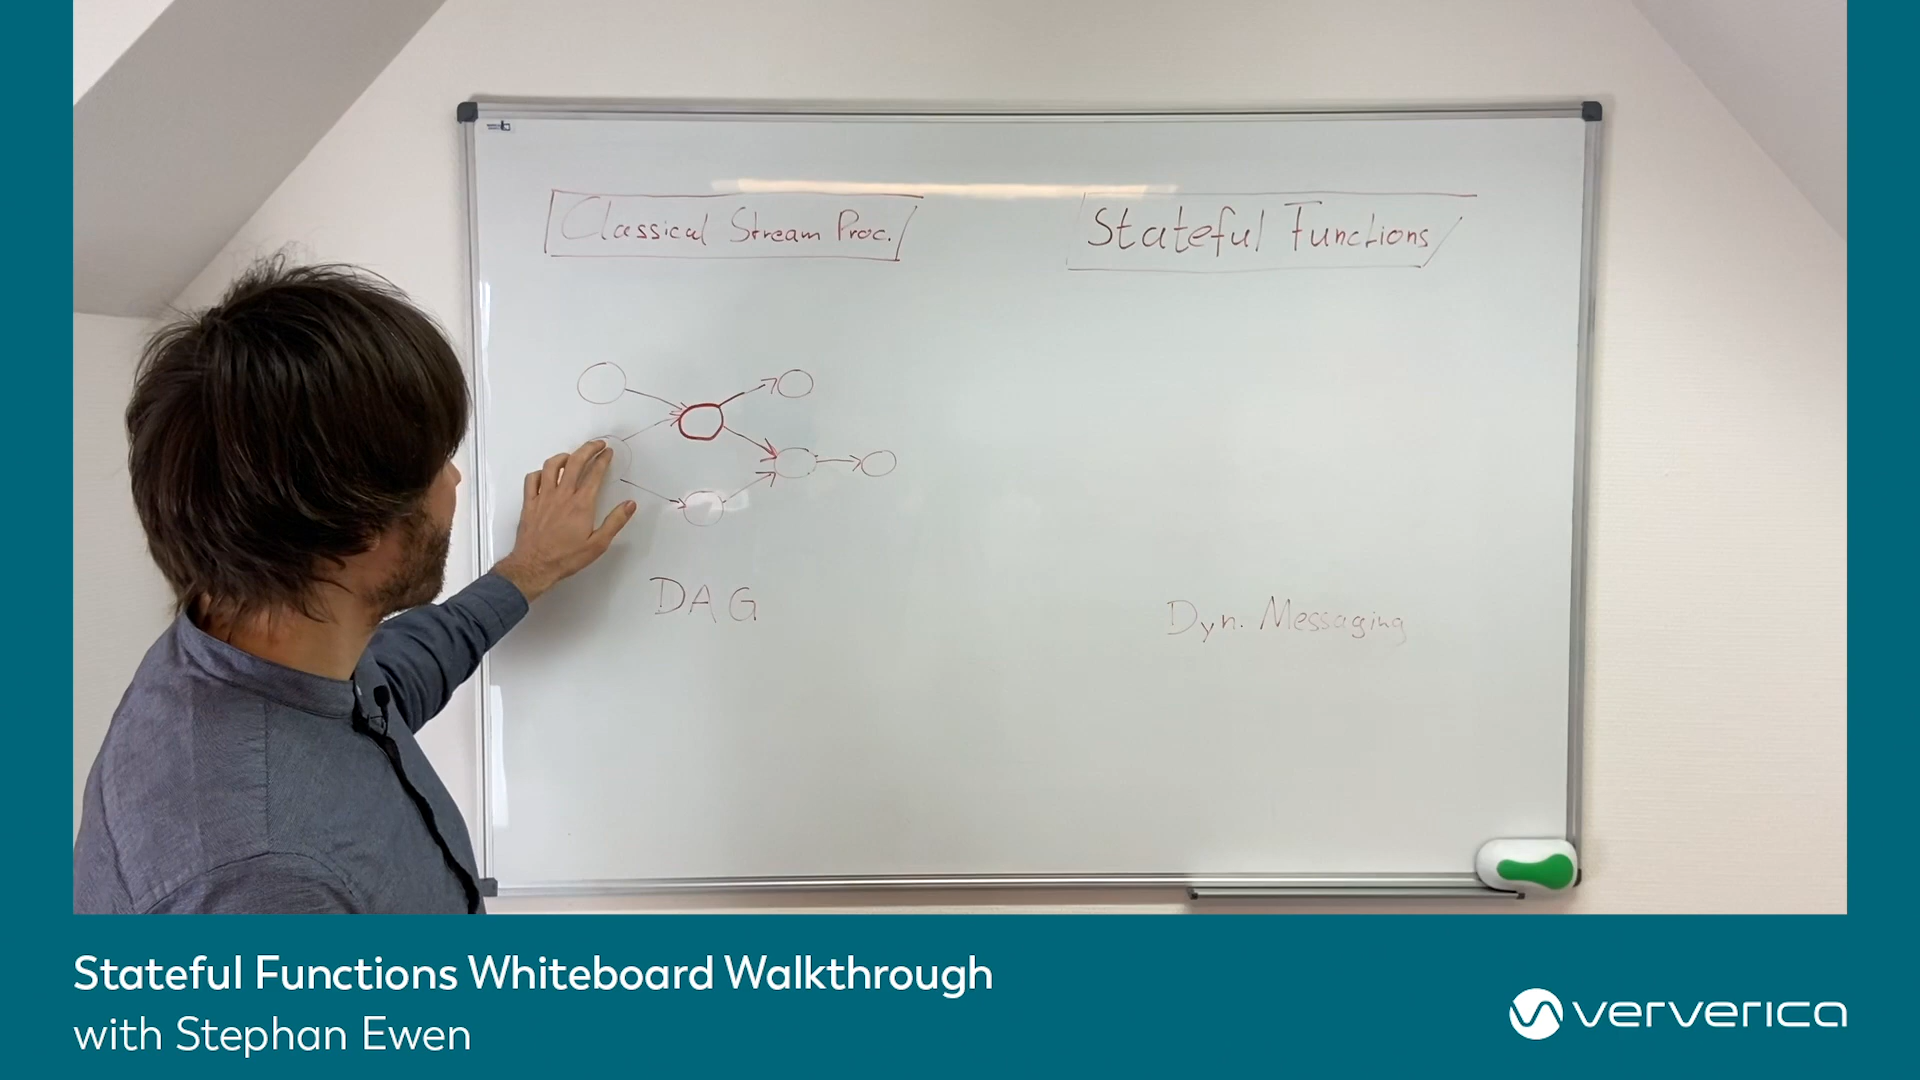 Classical Stream Proc.
Stateful Functions
DAG
Dyn. Messaging
Stateful Functions Whiteboard Walkthrough
with Stephan Ewen
ververica